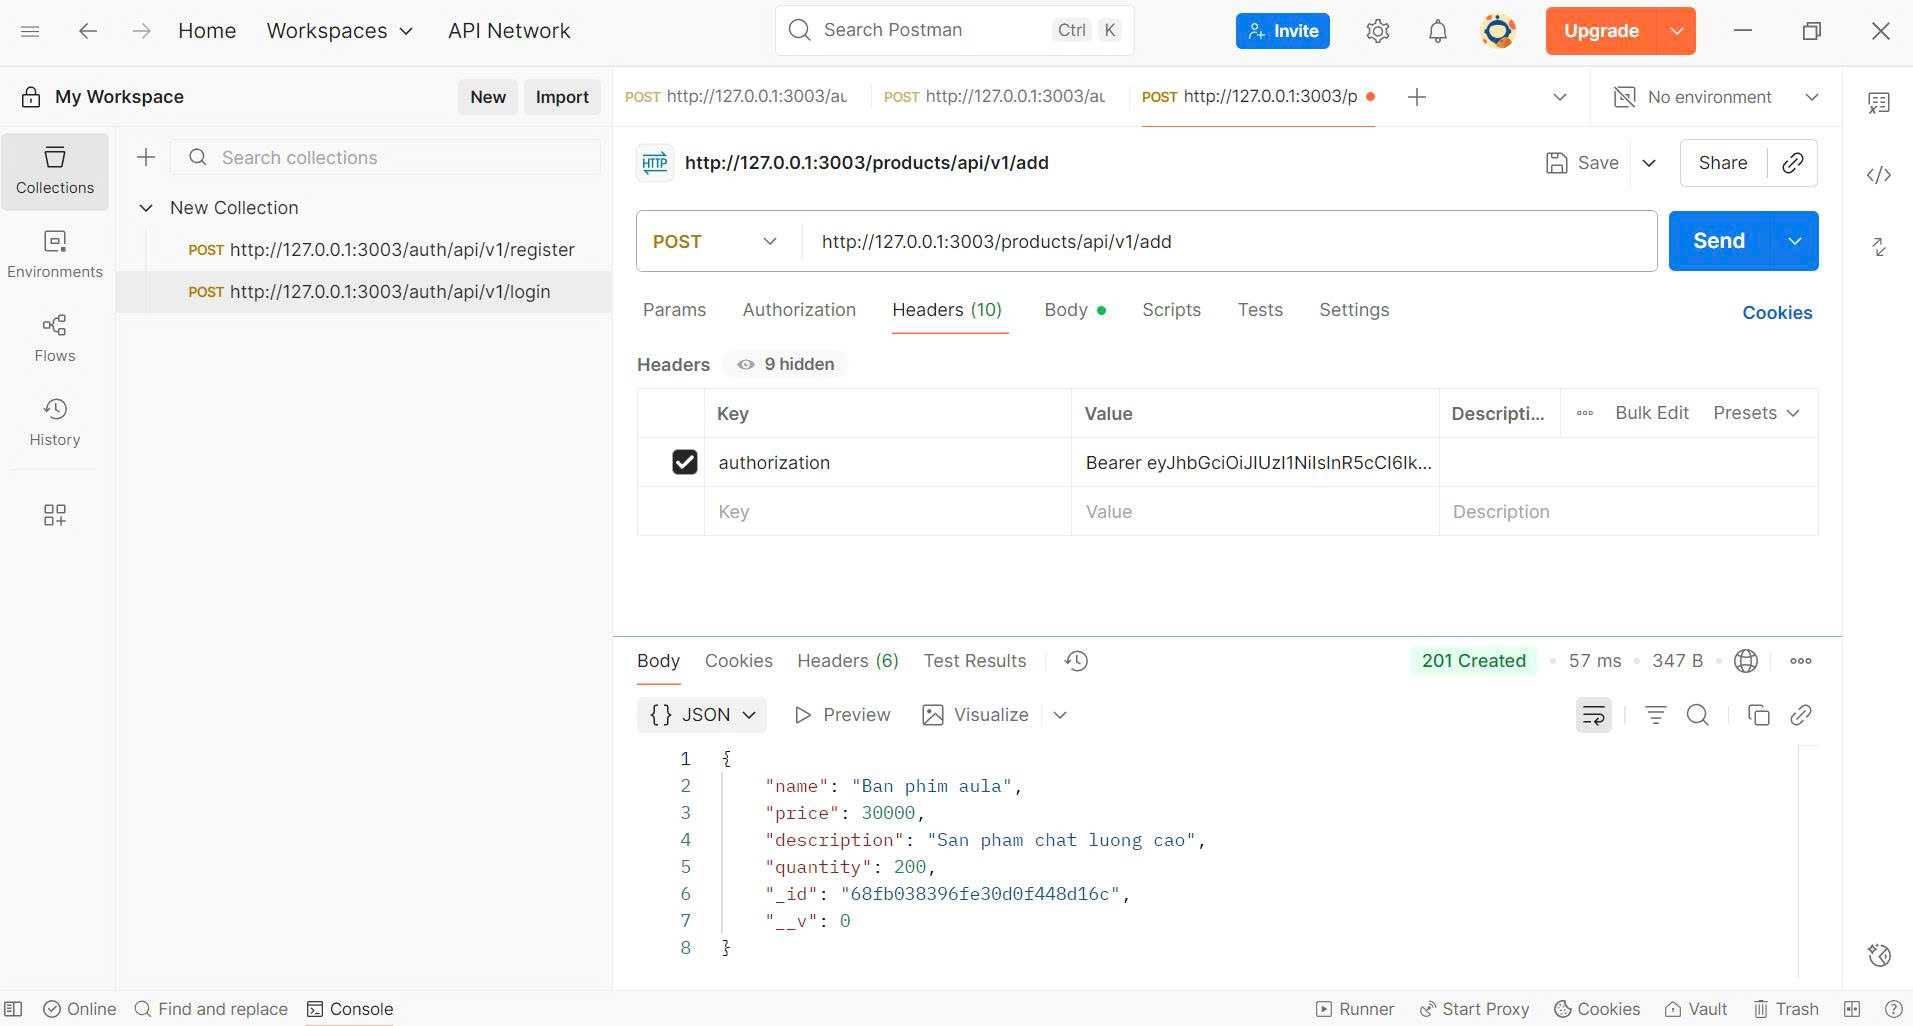 Home Workspaces API Network Search Postman Ctrl K Invite Upgrade
My Workspace New Import
POST http://127.0.0.1:3003/au POST http://127.0.0.1:3003/au POST http://127.0.0.1:3003/p No environment
Collections
Environments
Flows
History
Search collections
New Collection
POST http://127.0.0.1:3003/auth/api/v1/register
POST http://127.0.0.1:3003/auth/api/v1/login
HTTP http://127.0.0.1:3003/products/api/v1/add Save Share
POST http://127.0.0.1:3003/products/api/v1/add Send
Params Authorization Headers (10) Body Scripts Tests Settings Cookies
Headers 9 hidden
Key Value Descripti... Bulk Edit Presets
authorization Bearer eyJhbGciOiJIUzI1NiIsInR5cCI6Ik...
Key Value Description
Body Cookies Headers (6) Test Results 201 Created 57 ms 347 B
{} JSON Preview Visualize
1 {
2 "name": "Ban phim aula",
3 "price": 30000,
4 "description": "San pham chat luong cao",
5 "quantity": 200,
6 "_id": "68fb038396fe30d0f448d16c",
7 "__v": 0
8 }
Online Find and replace Console Runner Start Proxy Cookies Vault Trash